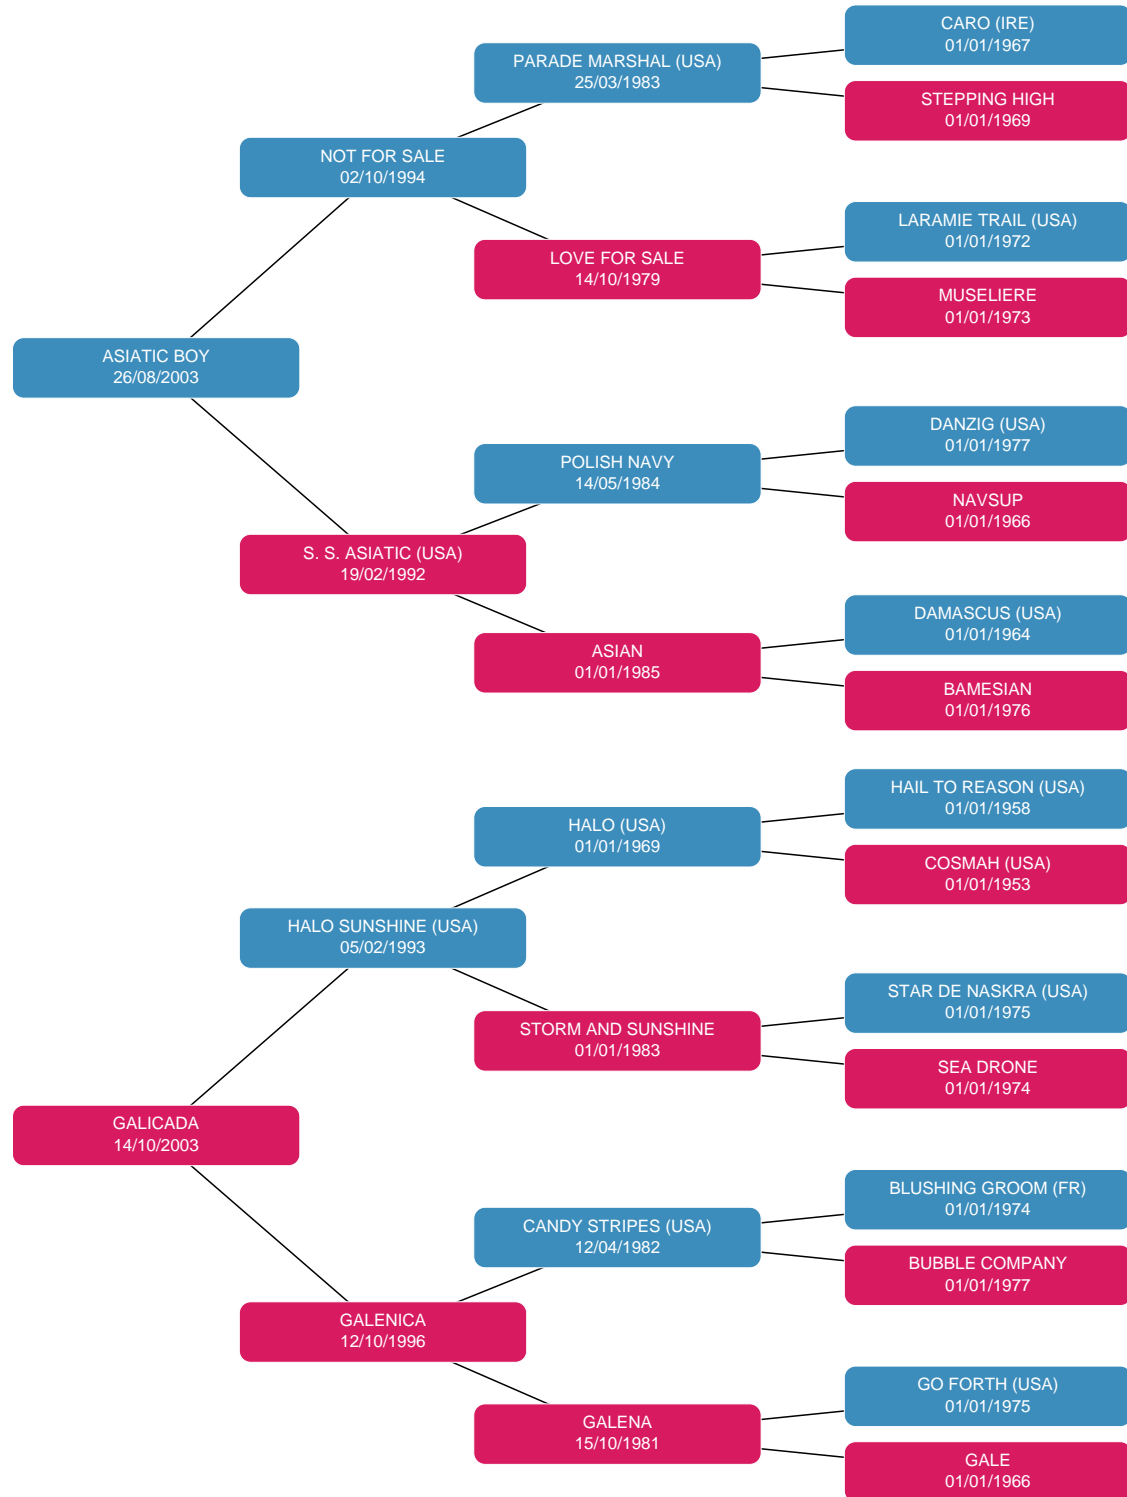 CARO (IRE)
01/01/1967
PARADE MARSHAL (USA)
25/03/1983
STEPPING HIGH
01/01/1969
NOT FOR SALE
02/10/1994
LARAMIE TRAIL (USA)
01/01/1972
LOVE FOR SALE
14/10/1979
MUSELIERE
01/01/1973
ASIATIC BOY
26/08/2003
DANZIG (USA)
01/01/1977
POLISH NAVY
14/05/1984
NAVSUP
01/01/1966
S. S. ASIATIC (USA)
19/02/1992
DAMASCUS (USA)
01/01/1964
ASIAN
01/01/1985
BAMESIAN
01/01/1976
HAIL TO REASON (USA)
01/01/1958
HALO (USA)
01/01/1969
COSMAH (USA)
01/01/1953
HALO SUNSHINE (USA)
05/02/1993
STAR DE NASKRA (USA)
01/01/1975
STORM AND SUNSHINE
01/01/1983
SEA DRONE
01/01/1974
GALICADA
14/10/2003
BLUSHING GROOM (FR)
01/01/1974
CANDY STRIPES (USA)
12/04/1982
BUBBLE COMPANY
01/01/1977
GALENICA
12/10/1996
GO FORTH (USA)
01/01/1975
GALENA
15/10/1981
GALE
01/01/1966